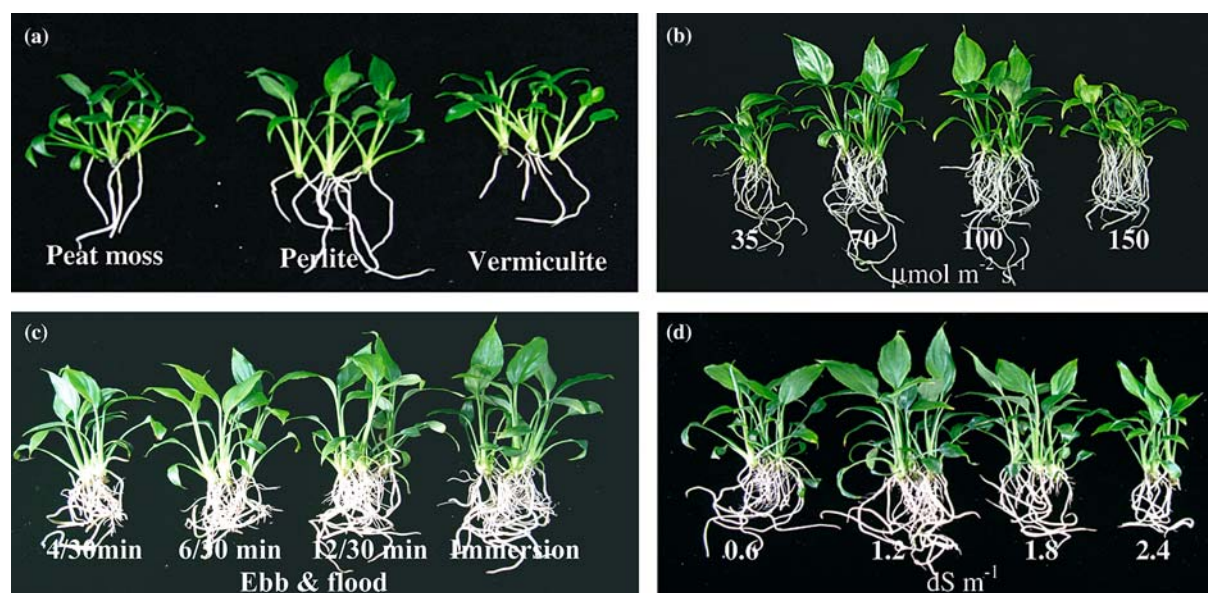 (a)
Peat moss Perlite Vermiculite
(b)
35 70 100 150
μmol m⁻² s⁻¹
(c)
4/30min 6/30 min 12/30 min Immersion
Ebb & flood
(d)
0.6 1.2 1.8 2.4
dS m⁻¹